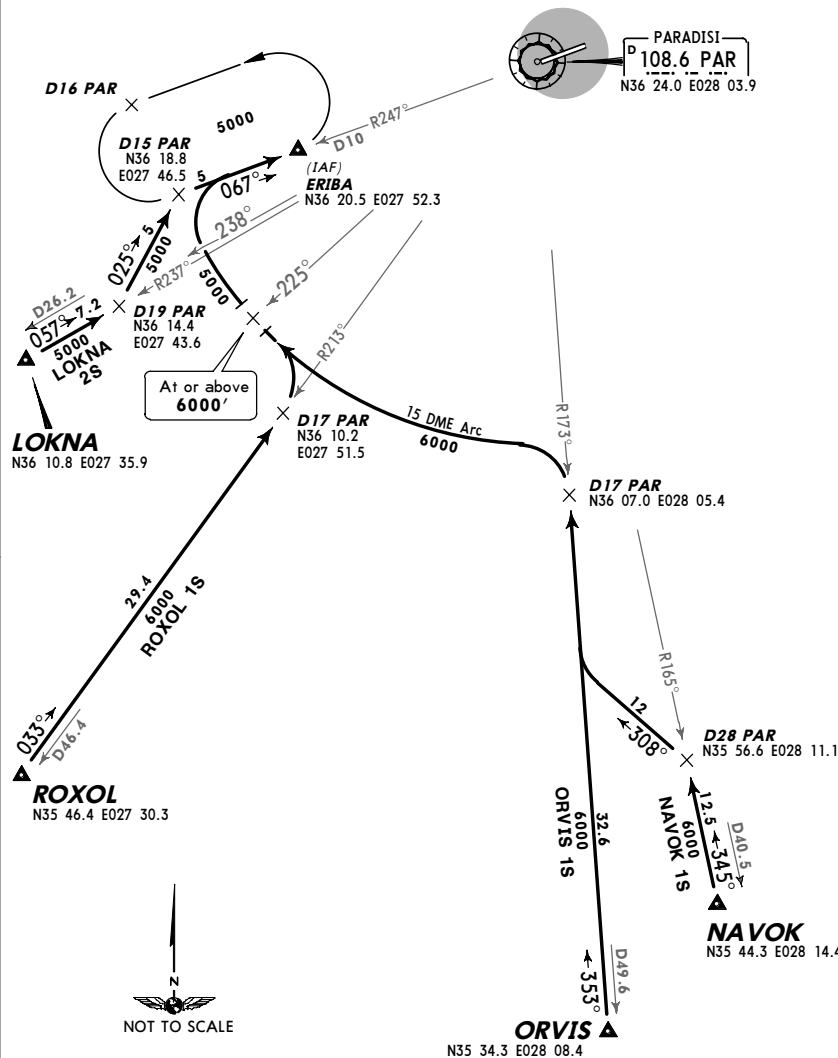 PARADISI
D 108.6 PAR
N36 24.0 E028 03.9
D16 PAR
5000
D15 PAR
N36 18.8
E027 46.5
5
067°
D10
R247°
(IAF)
ERIBA
N36 20.5 E027 52.3
238°
R237°
225°
R213°
5000
025°
5
5000
D26.2
057°
7.2
5000
LOKNA
2S
D19 PAR
N36 14.4
E027 43.6
At or above
6000'
LOKNA
N36 10.8 E027 35.9
D17 PAR
N36 10.2
E027 51.5
15 DME Arc
6000
R173°
D17 PAR
N36 07.0 E028 05.4
29.4
6000
ROXOL 1S
033°
D46.4
ROXOL
N35 46.4 E027 30.3
R165°
12
308°
D28 PAR
N35 56.6 E028 11.1
32.6
6000
ORVIS 1S
12.5
345°
6000
NAVOK 1S
D40.5
NAVOK
N35 44.3 E028 14.4
353°
D49.6
ORVIS
N35 34.3 E028 08.4
N
NOT TO SCALE